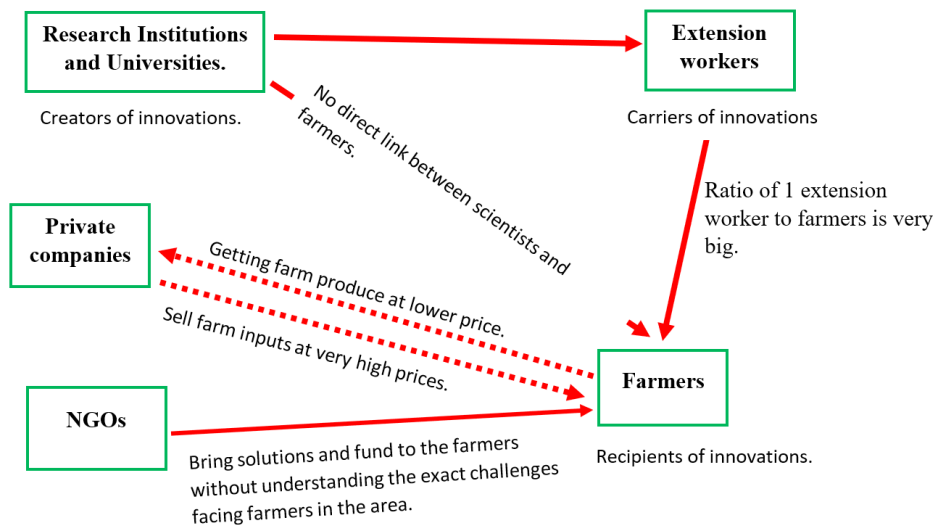 Research Institutions
and Universities.
Creators of innovations.
Extension
workers
Carriers of innovations
No direct link between scientists and
farmers.
Ratio of 1 extension
worker to farmers is very
big.
Private
companies
Getting farm produce at lower price.
Sell farm inputs at very high prices.
Farmers
Recipients of innovations.
NGOs
Bring solutions and fund to the farmers
without understanding the exact challenges
facing farmers in the area.